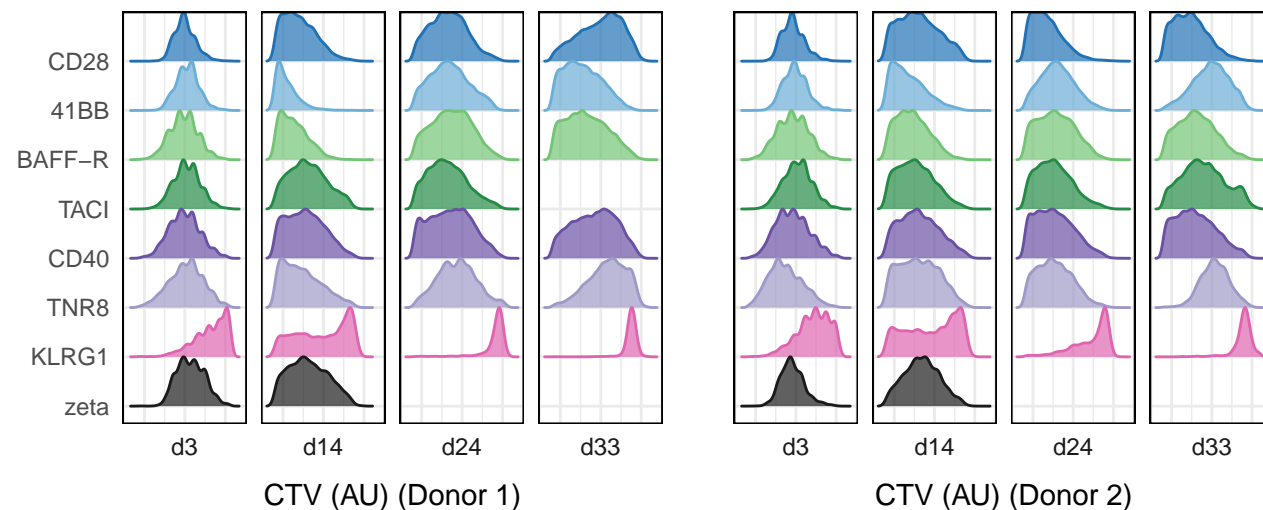 CD28
41BB
BAFF−R
TACI
CD40
TNR8
KLRG1
zeta
d3 d14 d24 d33 d3 d14 d24 d33
CTV (AU) (Donor 1) CTV (AU) (Donor 2)